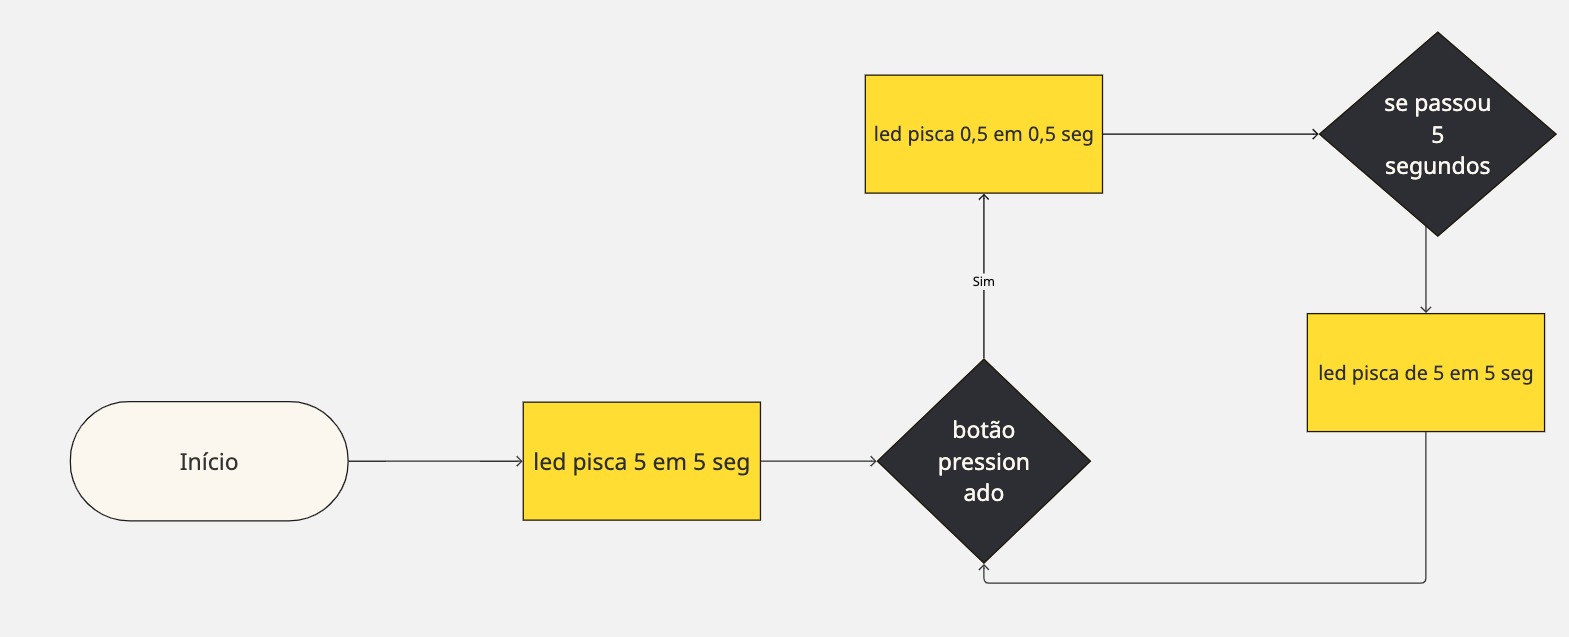 led pisca 0,5 em 0,5 seg
se passou
5
segundos
Sim
led pisca de 5 em 5 seg
Início
led pisca 5 em 5 seg
botão
pression
ado